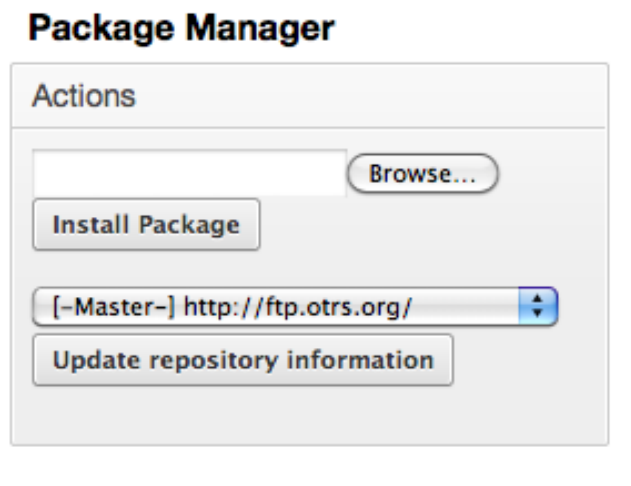 Package Manager
Actions
Browse...
Install Package
[-Master-] http://ftp.otrs.org/
Update repository information